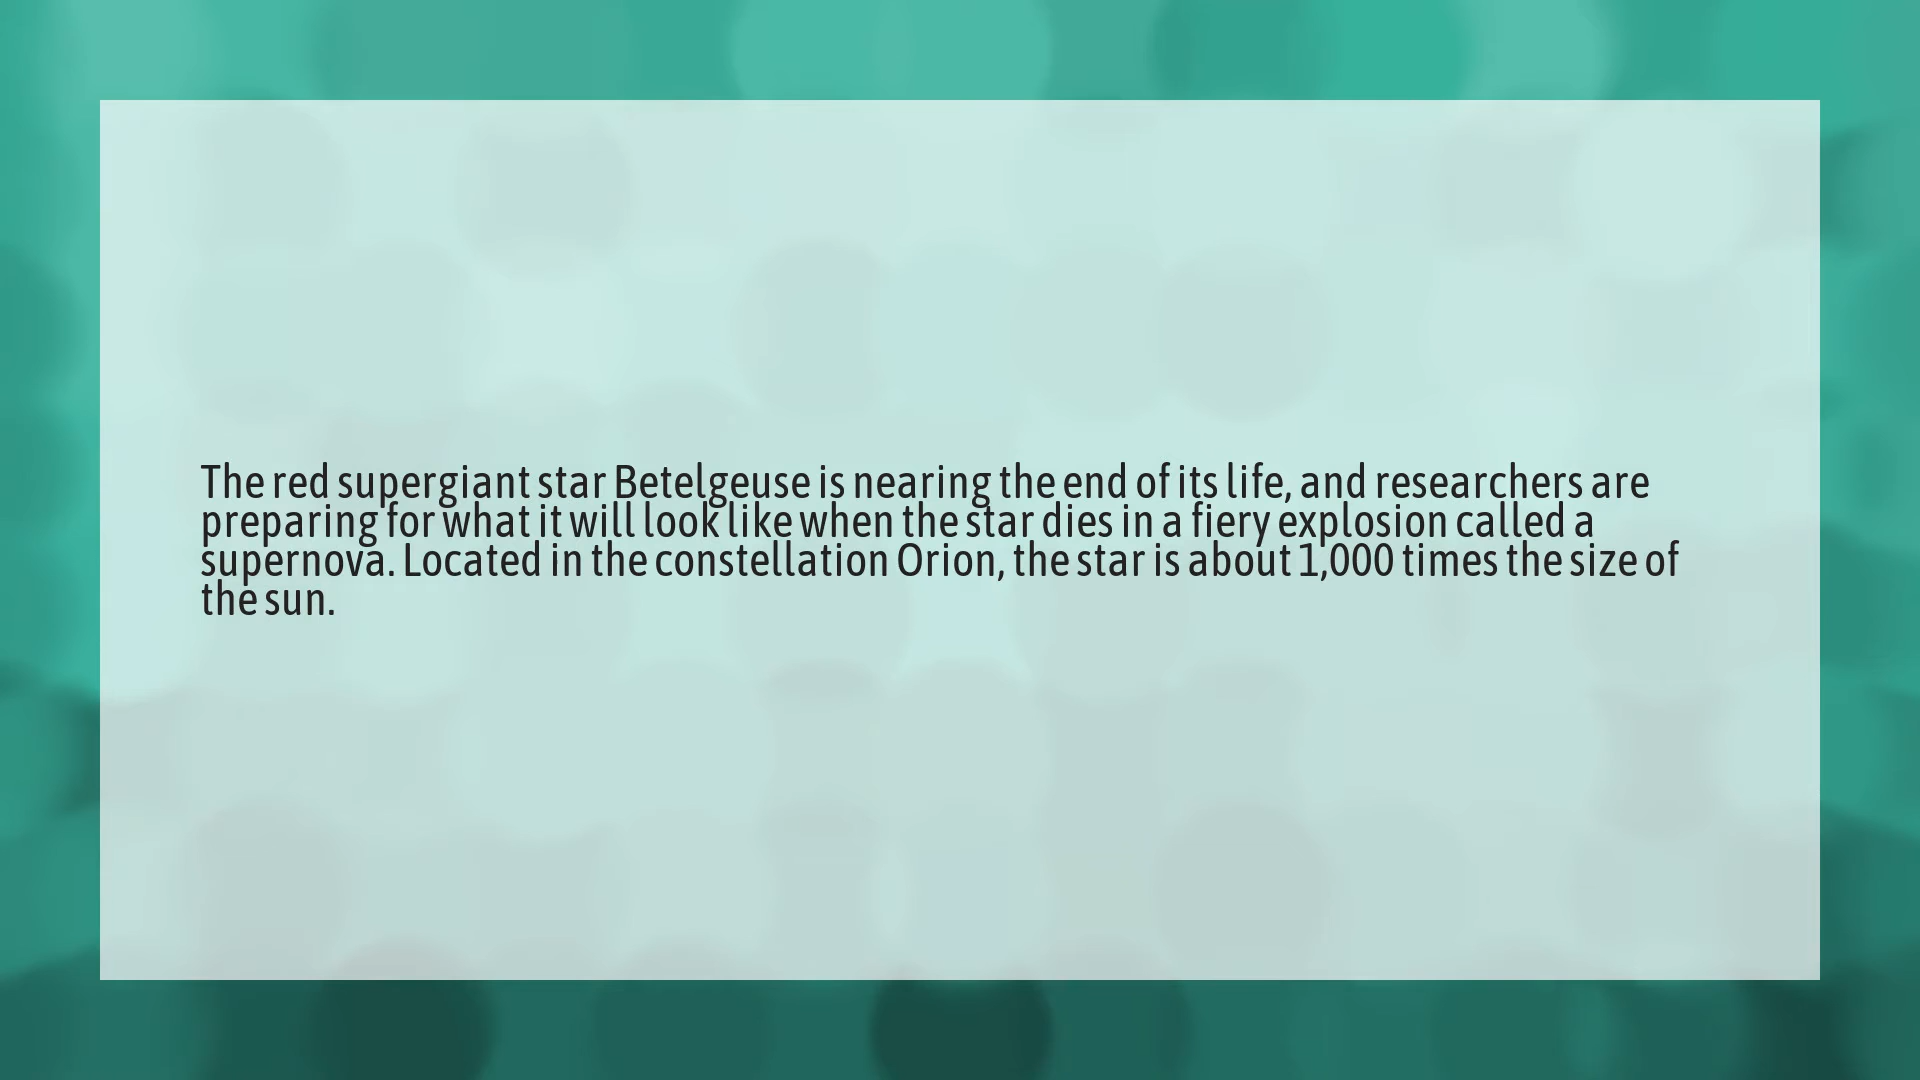 The red supergiant star Betelgeuse is nearing the end of its life, and researchers are
preparing for what it will look like when the star dies in a fiery explosion called a
supernova. Located in the constellation Orion, the star is about 1,000 times the size of
the sun.